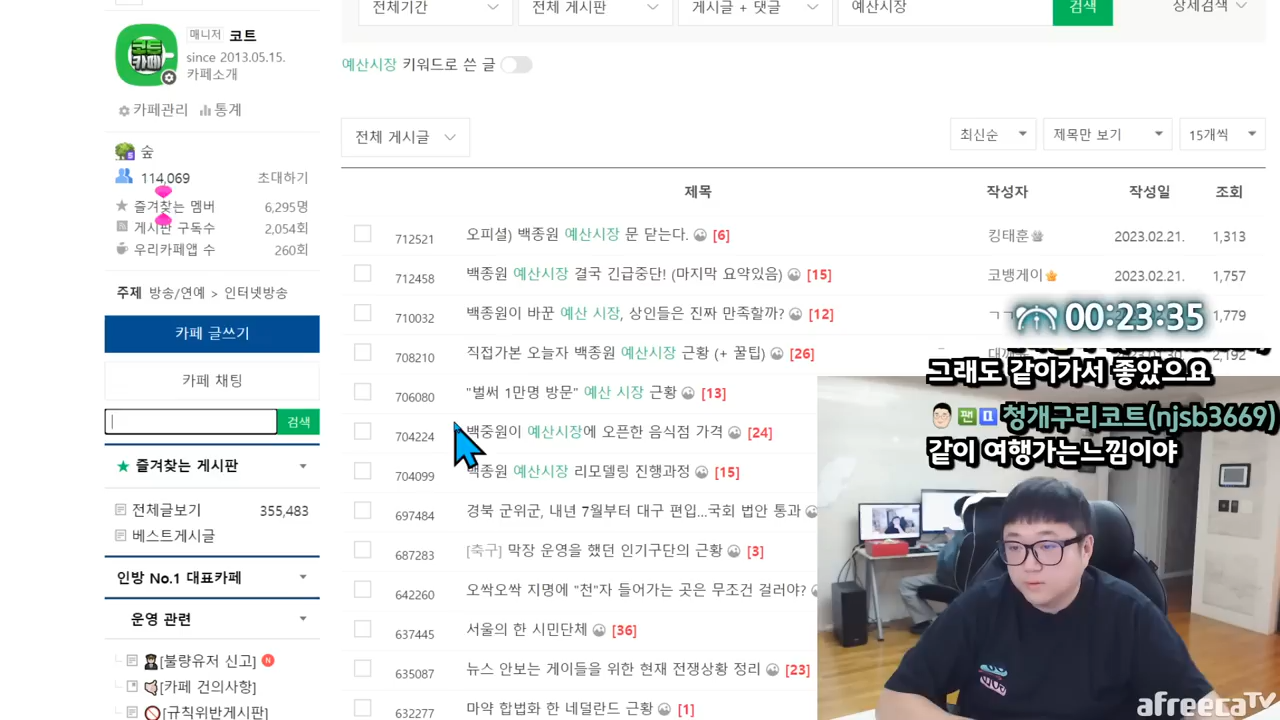 전체기간
전체 게시판
게시글 + 댓글
예산시장
검색
상세검색
코트
카페
매니저 코트
since 2013.05.15.
카페소개
카페관리 통계
예산시장 키워드로 쓴 글
전체 게시글
최신순
제목만 보기
15개씩
숲
114,069
초대하기
즐겨찾는 멤버 6,295명
게시판 구독수 2,054회
우리카페앱 수 260회
주제 방송/연예 > 인터넷방송
카페 글쓰기
카페 채팅
검색
즐겨찾는 게시판
전체글보기 355,483
베스트게시글
인방 No.1 대표카페
운영 관련
[불량유저 신고] N
[카페 건의사항]
[규칙위반게시판]
제목 작성자 작성일 조회
712521 오피셜) 백종원 예산시장 문 닫는다. [6] 킹태훈 2023.02.21. 1,313
712458 백종원 예산시장 결국 긴급중단! (마지막 요약있음) [15] 코뱅게이 2023.02.21. 1,757
710032 백종원이 바꾼 예산 시장, 상인들은 진짜 만족할까? [12] 1,779
708210 직접가본 오늘자 백종원 예산시장 근황 (+ 꿀팁) [26] 2,192
706080 "벌써 1만명 방문" 예산 시장 근황 [13]
704224 백중원이 예산시장에 오픈한 음식점 가격 [24]
704099 백종원 예산시장 리모델링 진행과정 [15]
697484 경북 군위군, 내년 7월부터 대구 편입...국회 법안 통과
687283 [축구] 막장 운영을 했던 인기구단의 근황 [3]
642260 오싹오싹 지명에 "천"자 들어가는 곳은 무조건 걸러야?
637445 서울의 한 시민단체 [36]
635087 뉴스 안보는 게이들을 위한 현재 전쟁상황 정리 [23]
632277 마약 합법화 한 네덜란드 근황 [1]
00:23:35
그래도 같이가서 좋았으요
팬 청개구리코트(njsb3669)
같이 여행가는느낌이야
afreecaTV